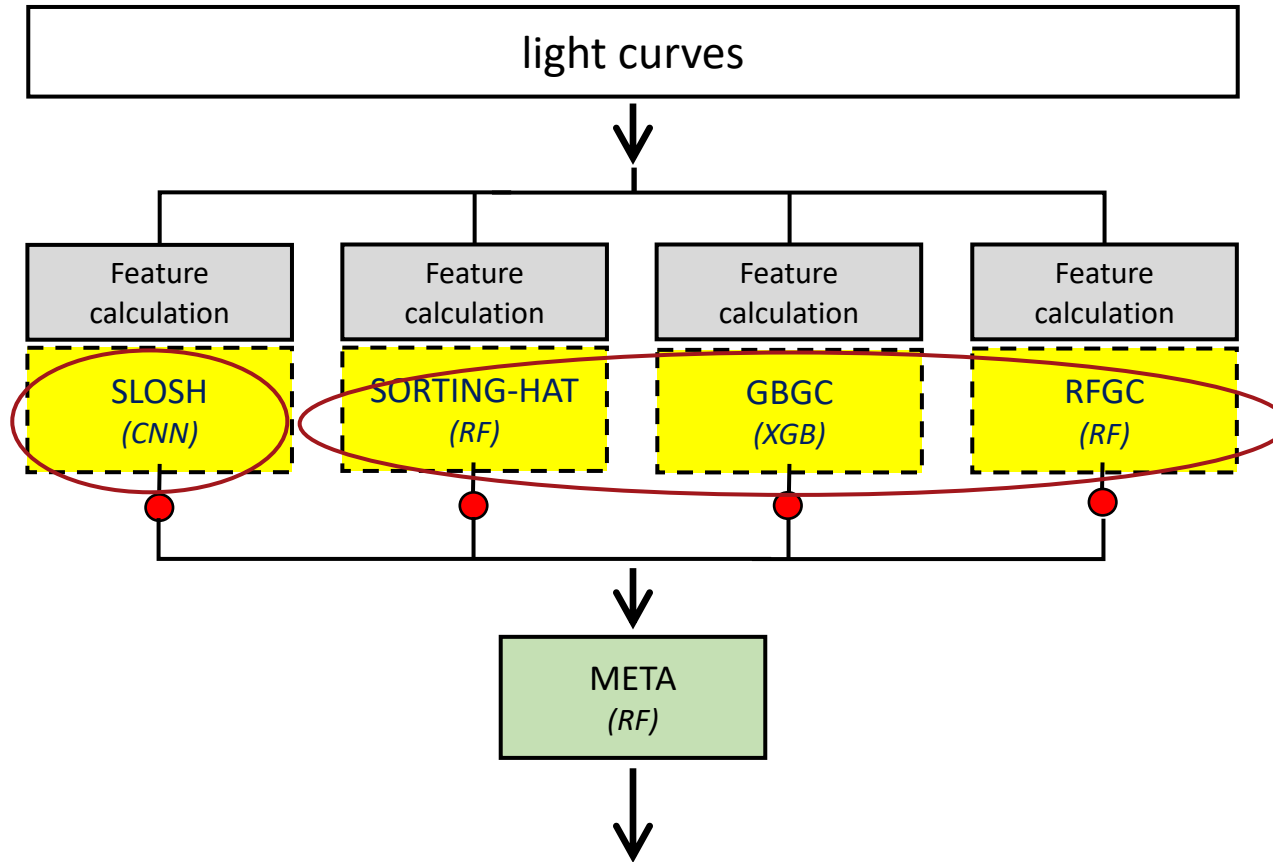 light curves
Feature
calculation
Feature
calculation
Feature
calculation
Feature
calculation
SLOSH
(CNN)
SORTING-HAT
(RF)
GBGC
(XGB)
RFGC
(RF)
META
(RF)